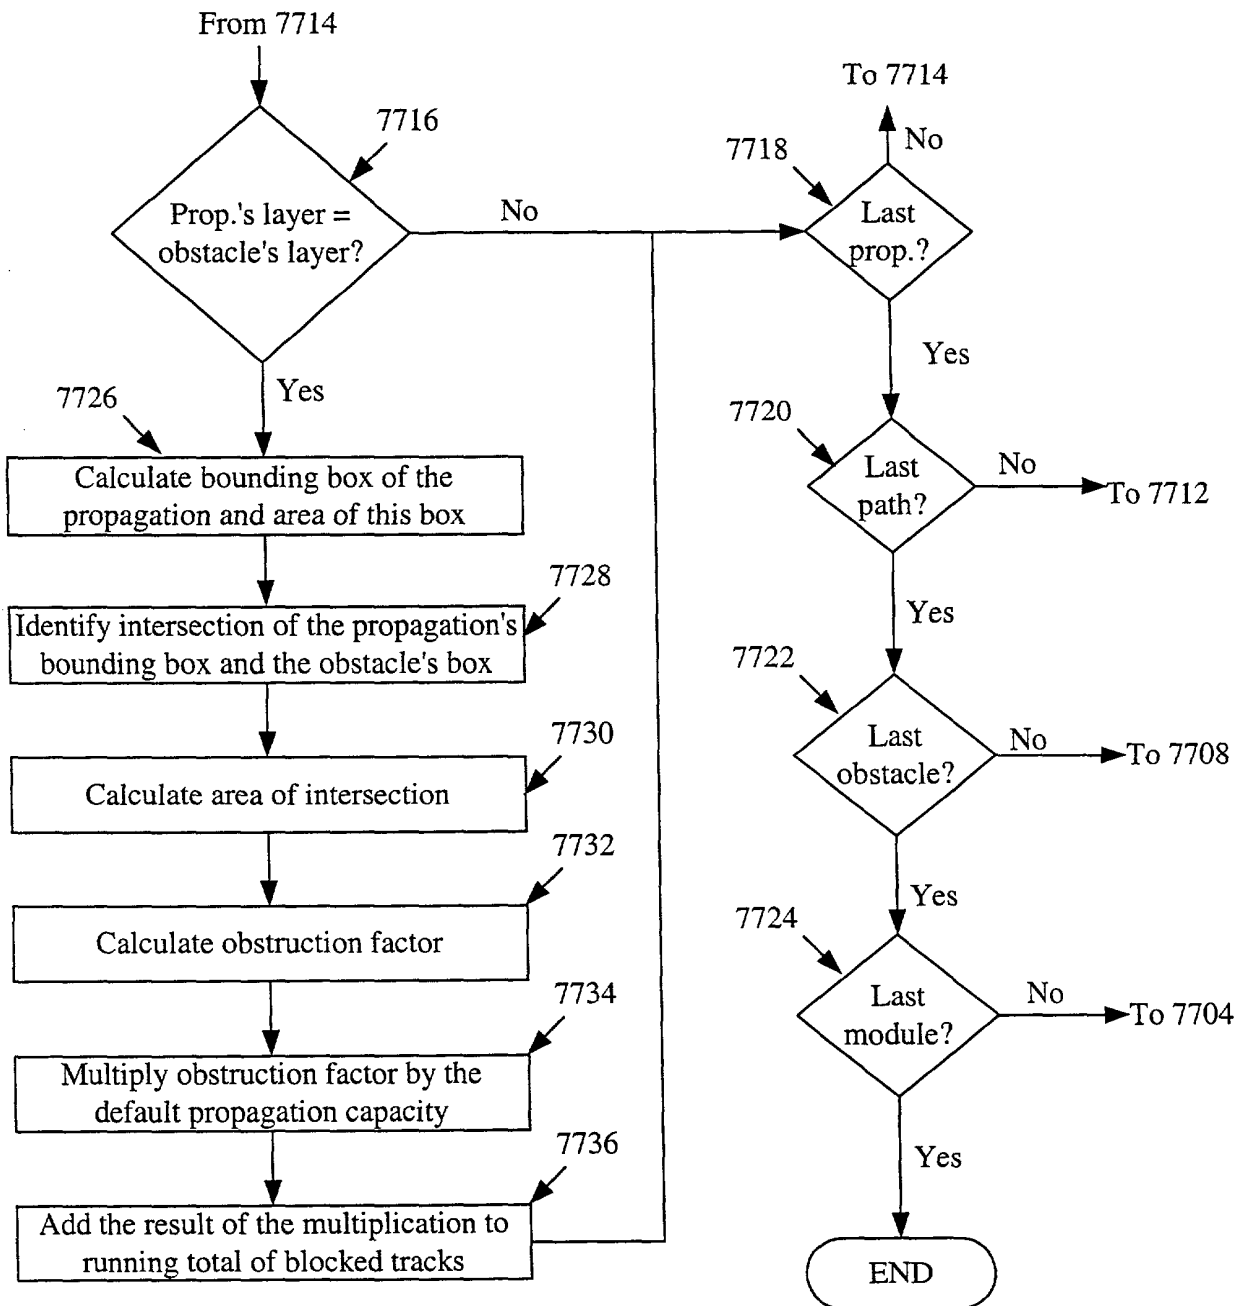 From 7714
7716
Prop.'s layer =
obstacle's layer?
No
Yes
7726
Calculate bounding box of the
propagation and area of this box
7728
Identify intersection of the propagation's
bounding box and the obstacle's box
7730
Calculate area of intersection
7732
Calculate obstruction factor
7734
Multiply obstruction factor by the
default propagation capacity
7736
Add the result of the multiplication to
running total of blocked tracks
To 7714
No
7718
Last
prop.?
Yes
7720
Last
path?
No
To 7712
Yes
7722
Last
obstacle?
No
To 7708
Yes
7724
Last
module?
No
To 7704
Yes
END